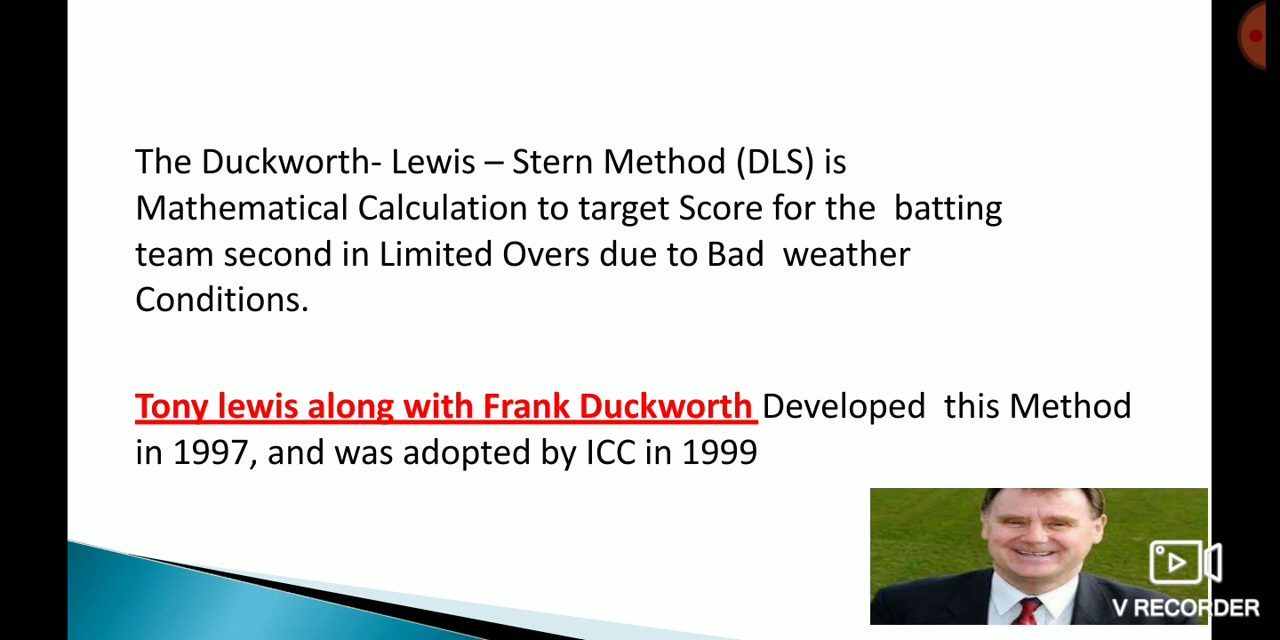 The Duckworth- Lewis – Stern Method (DLS) is
Mathematical Calculation to target Score for the  batting
team second in Limited Overs due to Bad  weather
Conditions.
Tony lewis along with Frank Duckworth Developed  this Method
in 1997, and was adopted by ICC in 1999
V RECORDER